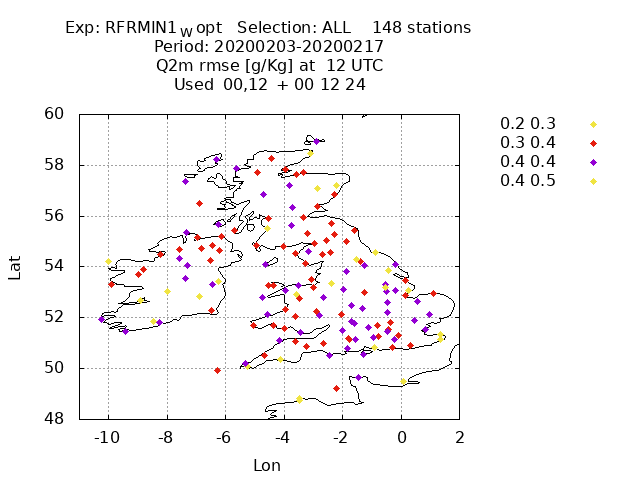 Exp: RFRMIN1wopt Selection: ALL 148 stations
Period: 20200203-20200217
Q2m rmse [g/Kg] at 12 UTC
Used 00,12 + 00 12 24
60
58
56
54
52
50
48
Lat
-10 -8 -6 -4 -2 0 2
Lon
0.2 0.3
0.3 0.4
0.4 0.4
0.4 0.5